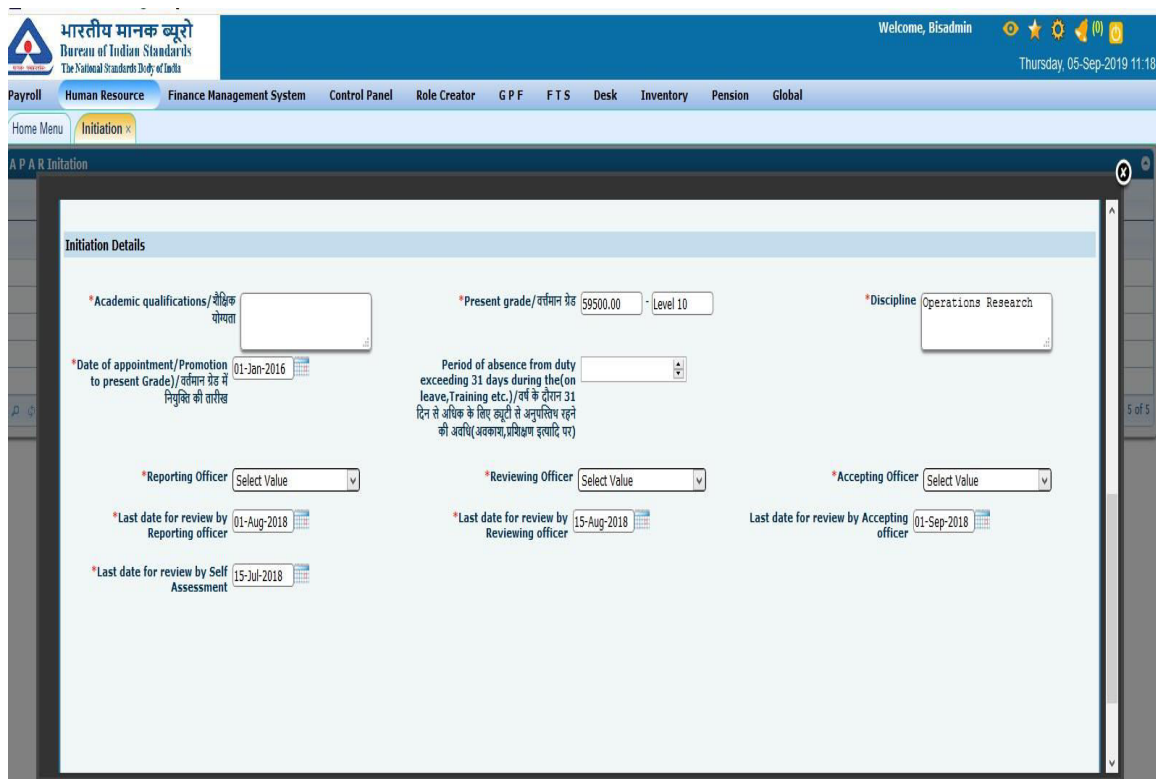 भारतीय मानक ब्यूरो
Bureau of Indian Standards
The National Standards Body of India
Welcome, Bisadmin
(0)
Thursday, 05-Sep-2019 11:18
Payroll Human Resource Finance Management System Control Panel Role Creator G P F F T S Desk Inventory Pension Global
Home Menu Initiation ×
A P A R Initation
Initiation Details
*Academic qualifications/शैक्षिक
योग्यता
*Present grade/वर्त्तमान ग्रेड 59500.00 - Level 10
*Discipline Operations Research
*Date of appointment/Promotion
to present Grade)/वर्तमान ग्रेड में
नियुक्ति की तारीख
01-Jan-2016
Period of absence from duty
exceeding 31 days during the(on
leave,Training etc.)/वर्ष के दौरान 31
दिन से अधिक के लिए ड्यूटी से अनुपस्तिथ रहने
की अवधि(अवकाश,प्रशिक्षण इत्यादि पर)
*Reporting Officer Select Value
*Reviewing Officer Select Value
*Accepting Officer Select Value
*Last date for review by
Reporting officer
01-Aug-2018
*Last date for review by
Reviewing officer
15-Aug-2018
Last date for review by Accepting
officer
01-Sep-2018
*Last date for review by Self
Assessment
15-Jul-2018
5 of 5